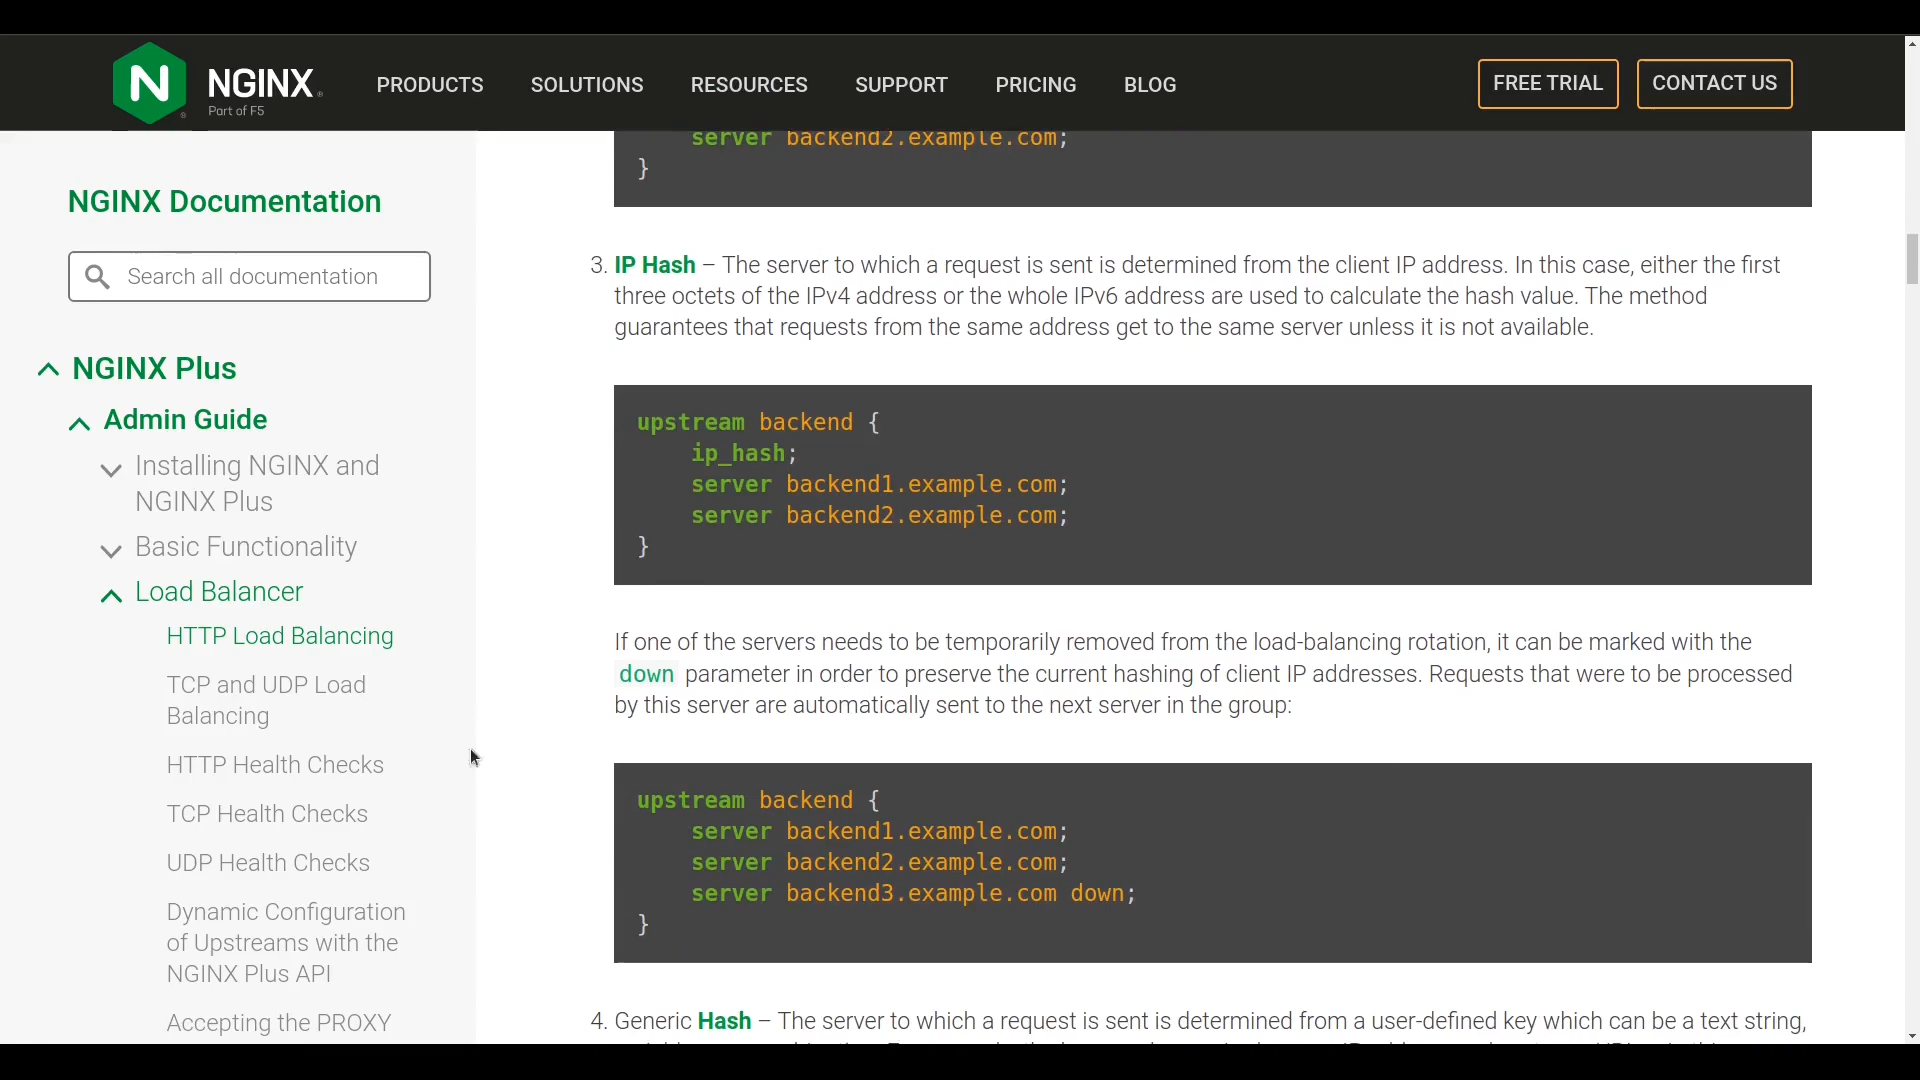 NGINX
Part of F5
PRODUCTS
SOLUTIONS
RESOURCES
SUPPORT
PRICING
BLOG
FREE TRIAL
CONTACT US
NGINX Documentation
Search all documentation
NGINX Plus
Admin Guide
Installing NGINX and
NGINX Plus
Basic Functionality
Load Balancer
HTTP Load Balancing
TCP and UDP Load
Balancing
HTTP Health Checks
TCP Health Checks
UDP Health Checks
Dynamic Configuration
of Upstreams with the
NGINX Plus API
Accepting the PROXY
server backend2.example.com;
}
3. IP Hash – The server to which a request is sent is determined from the client IP address. In this case, either the first
three octets of the IPv4 address or the whole IPv6 address are used to calculate the hash value. The method
guarantees that requests from the same address get to the same server unless it is not available.
upstream backend {
ip_hash;
server backend1.example.com;
server backend2.example.com;
}
If one of the servers needs to be temporarily removed from the load‑balancing rotation, it can be marked with the
down parameter in order to preserve the current hashing of client IP addresses. Requests that were to be processed
by this server are automatically sent to the next server in the group:
upstream backend {
server backend1.example.com;
server backend2.example.com;
server backend3.example.com down;
}
4. Generic Hash – The server to which a request is sent is determined from a user‑defined key which can be a text string,